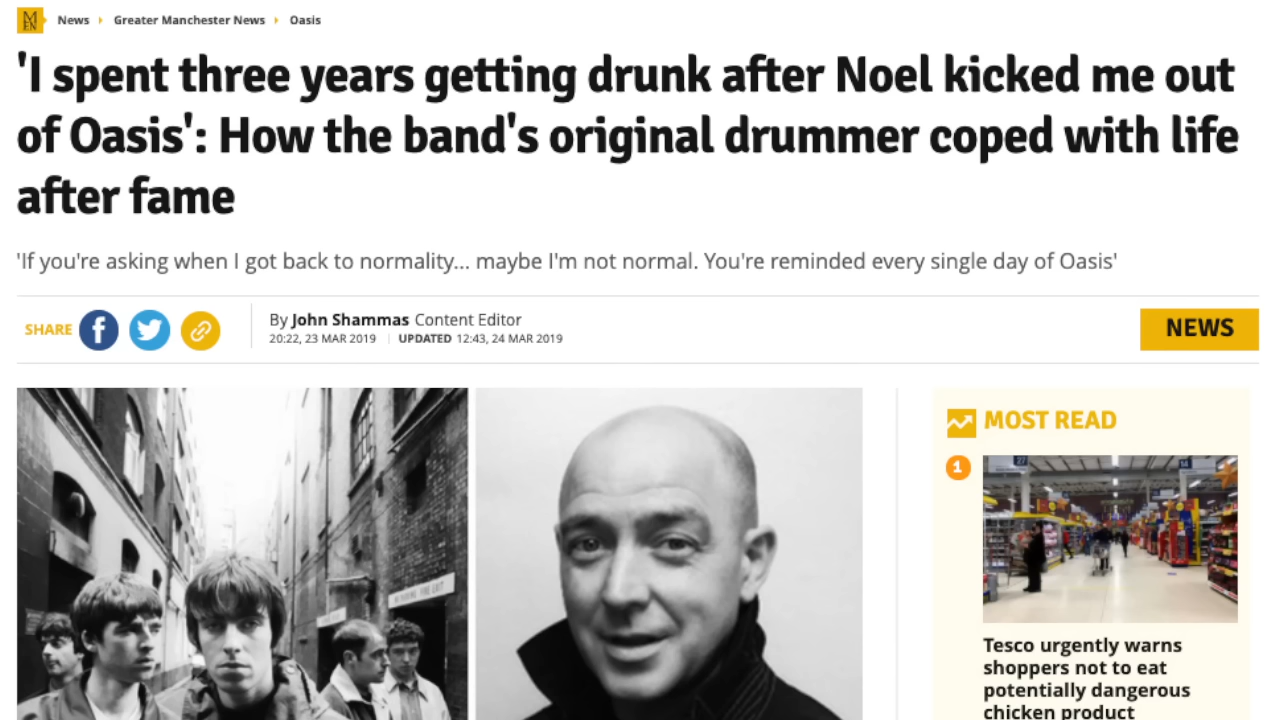 MEN
News Greater Manchester News Oasis
'I spent three years getting drunk after Noel kicked me out
of Oasis': How the band's original drummer coped with life
after fame
'If you're asking when I got back to normality... maybe I'm not normal. You're reminded every single day of Oasis'
SHARE
By John Shammas Content Editor
20:22, 23 MAR 2019 | UPDATED 12:43, 24 MAR 2019
NEWS
MOST READ
1
27
14
Tesco urgently warns
shoppers not to eat
potentially dangerous
chicken product